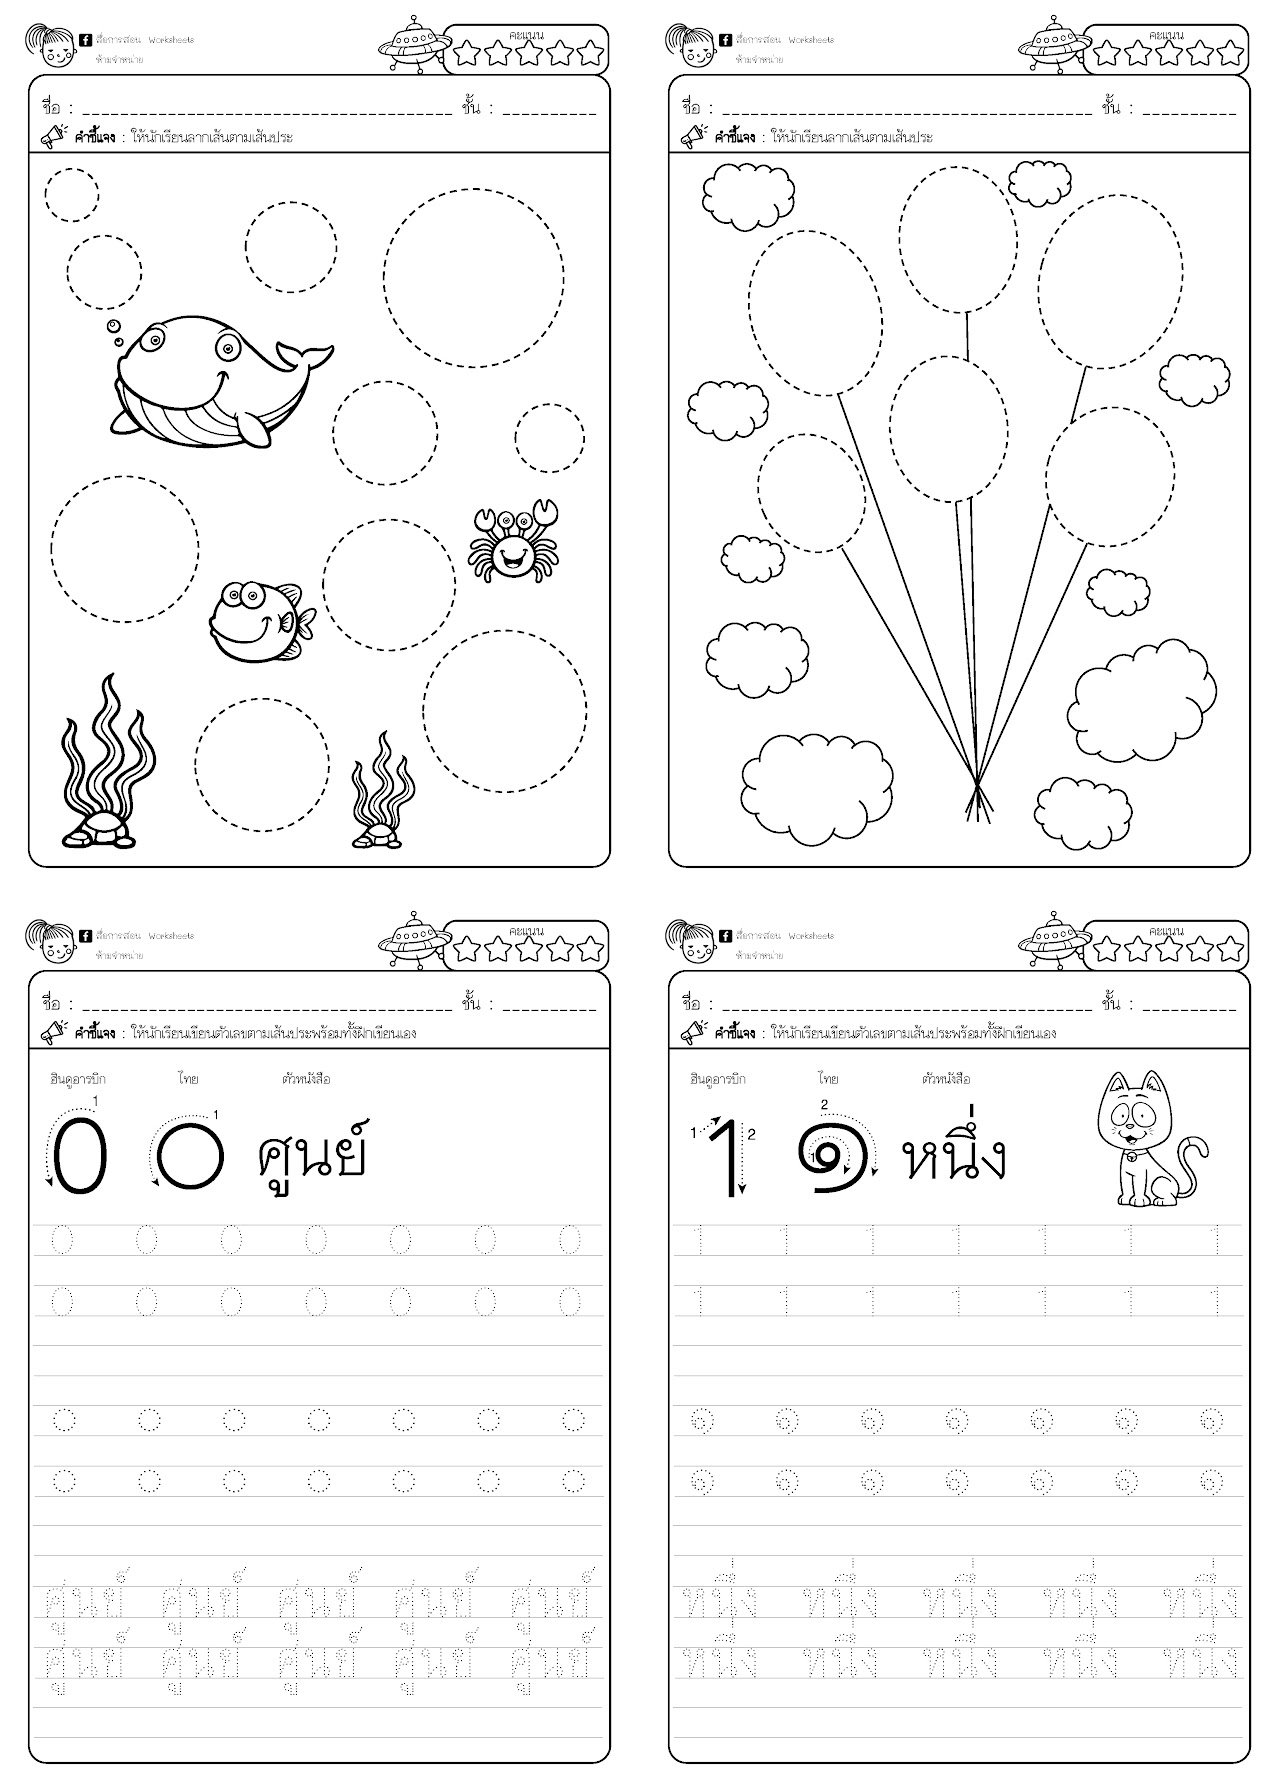 สื่อการสอน Worksheets
ห้ามจำหน่าย
คะแนน
ชื่อ : ชั้น :
คำชี้แจง : ให้นักเรียนลากเส้นตามเส้นประ
สื่อการสอน Worksheets
ห้ามจำหน่าย
คะแนน
ชื่อ : ชั้น :
คำชี้แจง : ให้นักเรียนลากเส้นตามเส้นประ
สื่อการสอน Worksheets
ห้ามจำหน่าย
คะแนน
ชื่อ : ชั้น :
คำชี้แจง : ให้นักเรียนเขียนตัวเลขตามเส้นประพร้อมทั้งฝึกเขียนเอง
ฮินดูอารบิก ไทย ตัวหนังสือ
1 1
0 ๐ ศูนย์
0 0 0 0 0 0 0
0 0 0 0 0 0 0
๐ ๐ ๐ ๐ ๐ ๐ ๐
๐ ๐ ๐ ๐ ๐ ๐ ๐
ศูนย์ ศูนย์ ศูนย์ ศูนย์ ศูนย์
ศูนย์ ศูนย์ ศูนย์ ศูนย์ ศูนย์
สื่อการสอน Worksheets
ห้ามจำหน่าย
คะแนน
ชื่อ : ชั้น :
คำชี้แจง : ให้นักเรียนเขียนตัวเลขตามเส้นประพร้อมทั้งฝึกเขียนเอง
ฮินดูอารบิก ไทย ตัวหนังสือ
2
1 1 2 ๑ 1 หนึ่ง
1 1 1 1 1 1 1
1 1 1 1 1 1 1
๑ ๑ ๑ ๑ ๑ ๑ ๑
๑ ๑ ๑ ๑ ๑ ๑ ๑
หนึ่ง หนึ่ง หนึ่ง หนึ่ง หนึ่ง
หนึ่ง หนึ่ง หนึ่ง หนึ่ง หนึ่ง